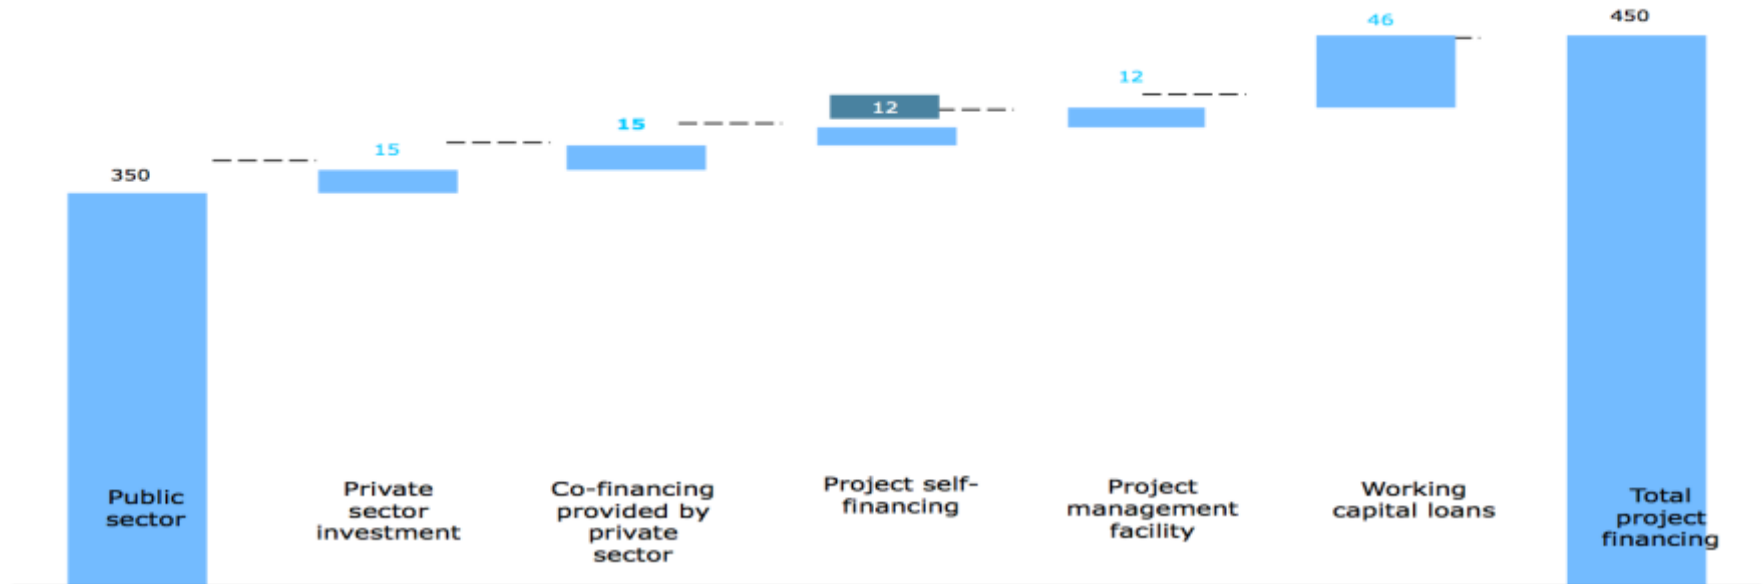 350
15
15
12
12
46
450
Public
sector
Private
sector
investment
Co-financing
provided by
private
sector
Project self-
financing
Project
management
facility
Working
capital loans
Total
project
financing